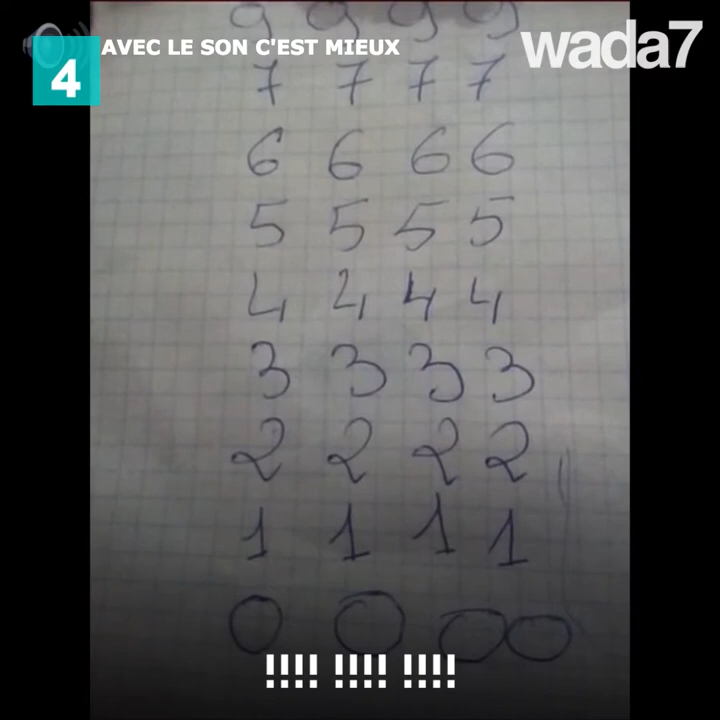 9 9 9 9
AVEC LE SON C'EST MIEUX
wada7
4
7 7 7 7
6 6 6 6
5 5 5 5
4 4 4 4
3 3 3 3
2 2 2 2
1 1 1 1
0 0 0 0
!!!! !!!! !!!!